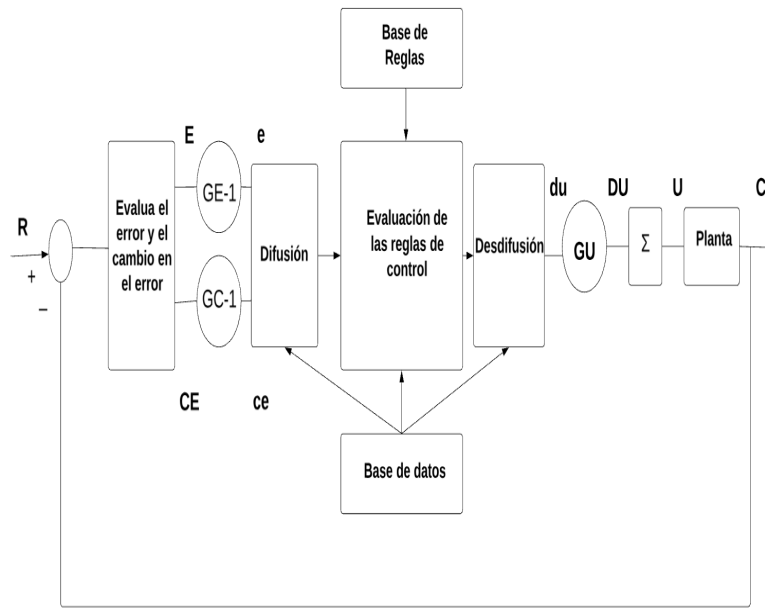 Base de
Reglas
E
e
du
DU
U
C
R
+
−
Evalua el
error y el
cambio en
el error
GE-1
GC-1
Difusión
Evaluación de
las reglas de
control
Desdifusión
GU
Σ
Planta
CE
ce
Base de datos